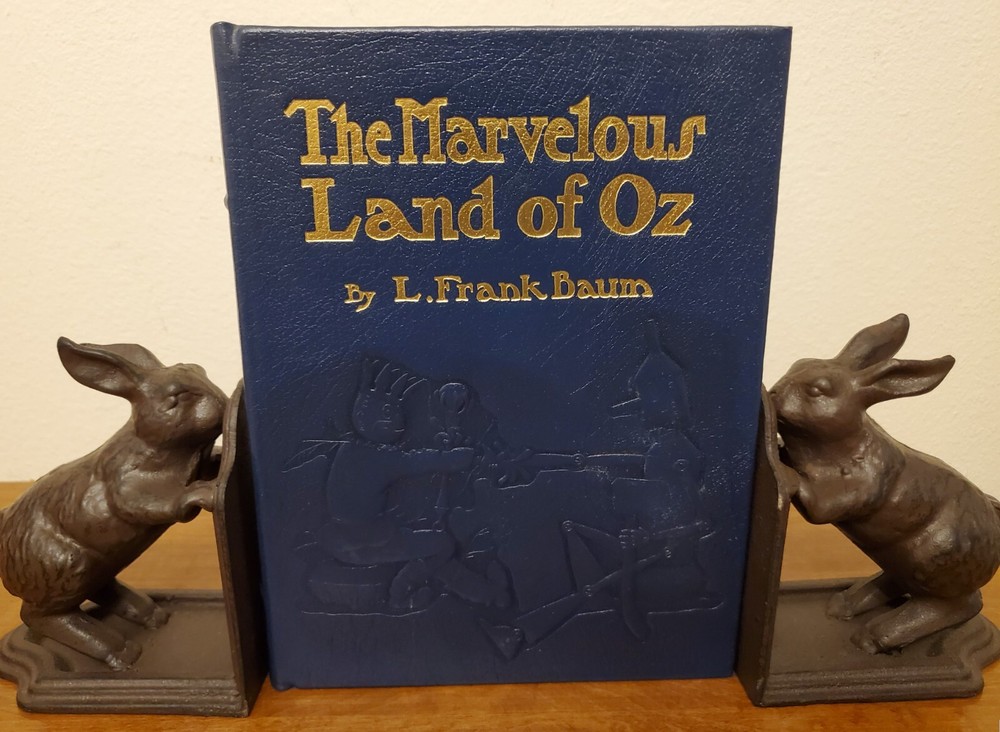 The Marvelous
Land of Oz
By L. Frank Baum